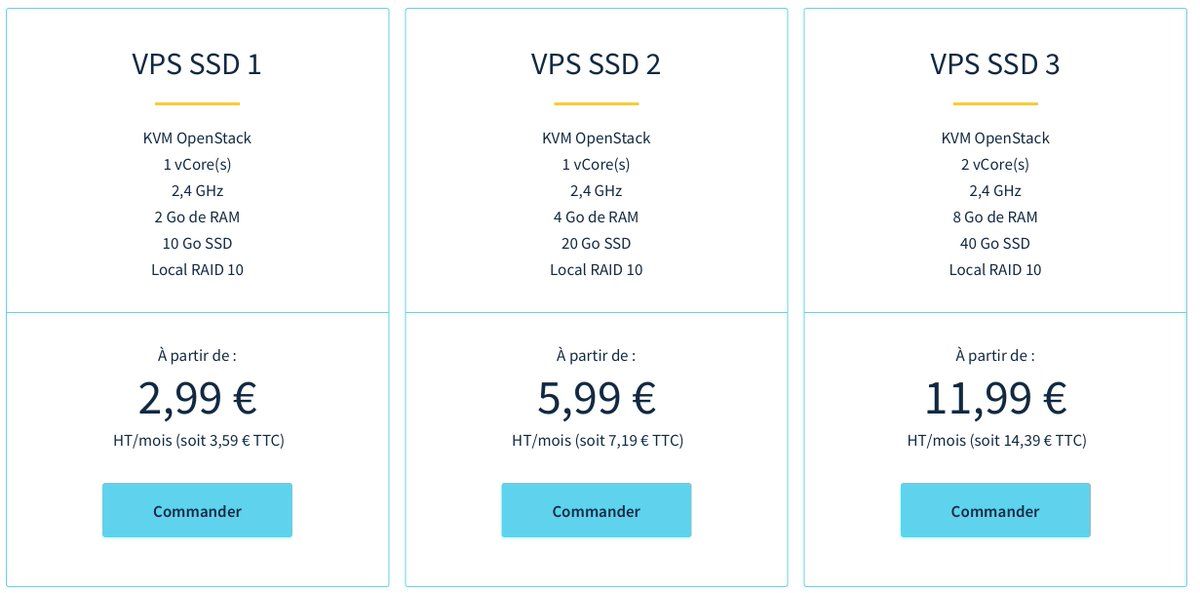 VPS SSD 1
KVM OpenStack
1 vCore(s)
2,4 GHz
2 Go de RAM
10 Go SSD
Local RAID 10
À partir de :
2,99 €
HT/mois (soit 3,59 € TTC)
Commander
VPS SSD 2
KVM OpenStack
1 vCore(s)
2,4 GHz
4 Go de RAM
20 Go SSD
Local RAID 10
À partir de :
5,99 €
HT/mois (soit 7,19 € TTC)
Commander
VPS SSD 3
KVM OpenStack
2 vCore(s)
2,4 GHz
8 Go de RAM
40 Go SSD
Local RAID 10
À partir de :
11,99 €
HT/mois (soit 14,39 € TTC)
Commander